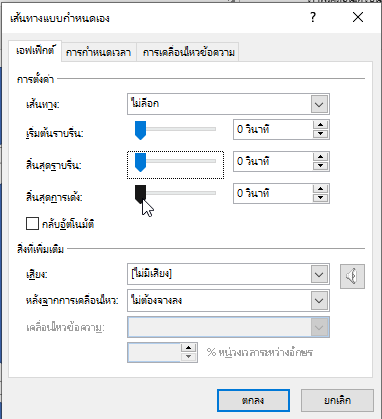 เส้นทางแบบกำหนดเอง
เอฟเฟ็กต์ การกำหนดเวลา การเคลื่อนไหวข้อความ
การตั้งค่า
เส้นทาง: ไม่ล็อก
เริ่มต้นราบรื่น: 0 วินาที
สิ้นสุดราบรื่น: 0 วินาที
สิ้นสุดการเด้ง: 0 วินาที
กลับอัตโนมัติ
สิ่งที่เพิ่มเติม
เสียง: [ไม่มีเสียง]
หลังจากการเคลื่อนไหว: ไม่ต้องจางลง
เคลื่อนไหวข้อความ:
% หน่วงเวลาระหว่างอักษร
ตกลง ยกเลิก